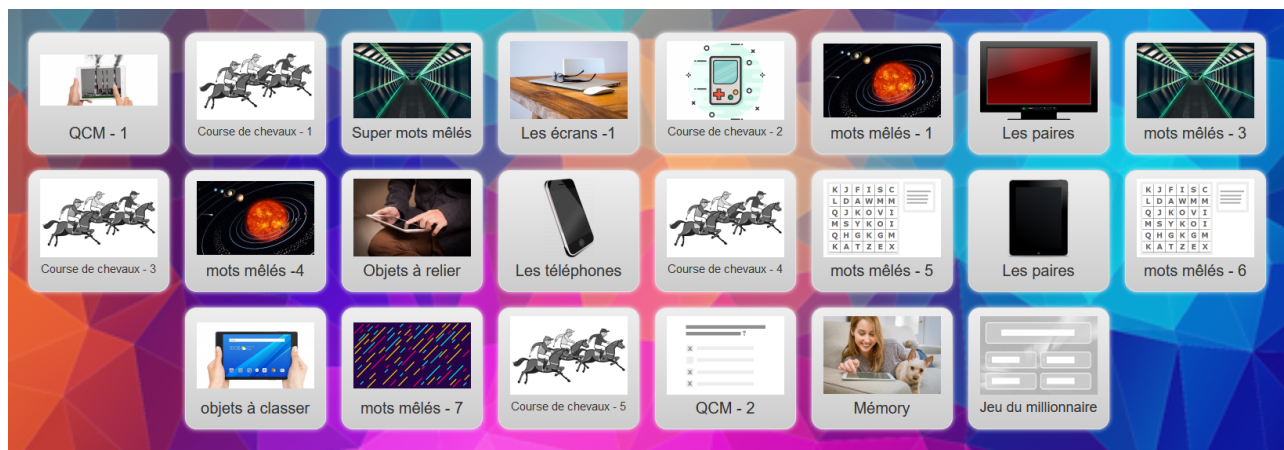 QCM - 1
Course de chevaux - 1
Super mots mêlés
Les écrans -1
Course de chevaux - 2
mots mêlés - 1
Les paires
mots mêlés - 3
Course de chevaux - 3
mots mêlés -4
Objets à relier
Les téléphones
Course de chevaux - 4
K J F I S C
L D A W M M
Q J K O V I
M S Y K O I
Q H G K G M
K A T Z E X
mots mêlés - 5
Les paires
K J F I S C
L D A W M M
Q J K O V I
M S Y K O I
Q H G K G M
K A T Z E X
mots mêlés - 6
objets à classer
mots mêlés - 7
Course de chevaux - 5
?
X
X
X
QCM - 2
Mémory
Jeu du millionnaire